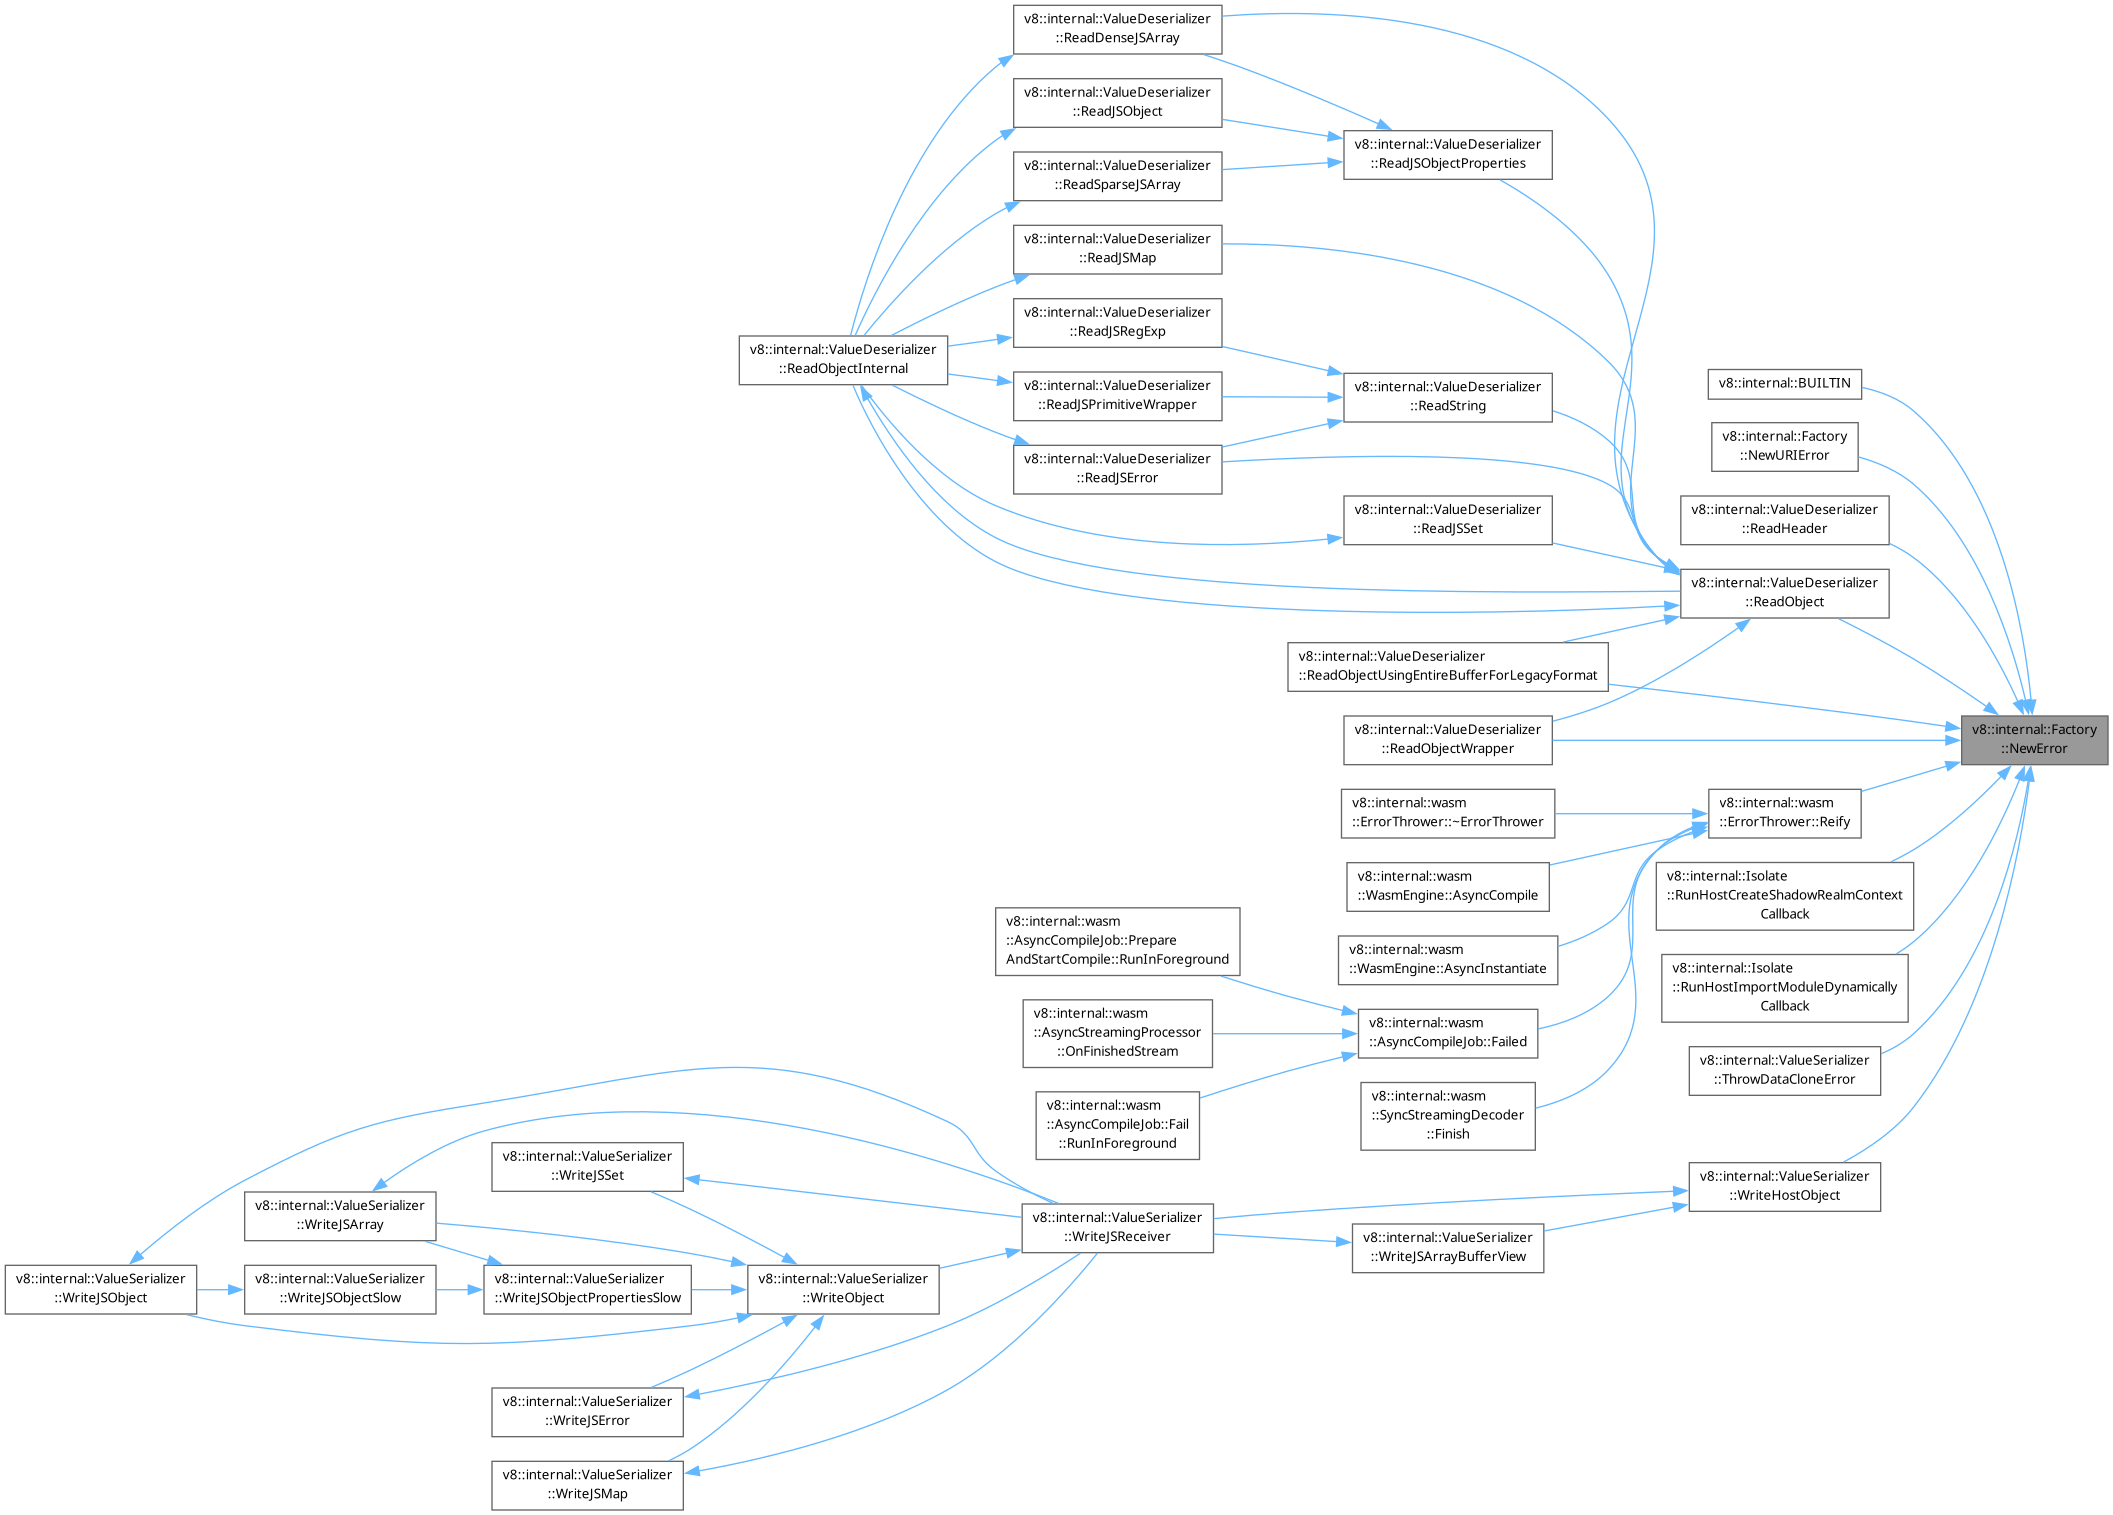 v8::internal::ValueDeserializer
::ReadDenseJSArray
v8::internal::ValueDeserializer
::ReadJSObject
v8::internal::ValueDeserializer
::ReadJSObjectProperties
v8::internal::ValueDeserializer
::ReadSparseJSArray
v8::internal::ValueDeserializer
::ReadJSMap
v8::internal::ValueDeserializer
::ReadJSRegExp
v8::internal::ValueDeserializer
::ReadObjectInternal
v8::internal::ValueDeserializer
::ReadJSPrimitiveWrapper
v8::internal::ValueDeserializer
::ReadString
v8::internal::BUILTIN
v8::internal::Factory
::NewURIError
v8::internal::ValueDeserializer
::ReadJSError
v8::internal::ValueDeserializer
::ReadJSSet
v8::internal::ValueDeserializer
::ReadHeader
v8::internal::ValueDeserializer
::ReadObject
v8::internal::ValueDeserializer
::ReadObjectUsingEntireBufferForLegacyFormat
v8::internal::ValueDeserializer
::ReadObjectWrapper
v8::internal::Factory
::NewError
v8::internal::wasm
::ErrorThrower::~ErrorThrower
v8::internal::wasm
::ErrorThrower::Reify
v8::internal::wasm
::WasmEngine::AsyncCompile
v8::internal::Isolate
::RunHostCreateShadowRealmContext
Callback
v8::internal::wasm
::AsyncCompileJob::Prepare
AndStartCompile::RunInForeground
v8::internal::wasm
::WasmEngine::AsyncInstantiate
v8::internal::Isolate
::RunHostImportModuleDynamically
Callback
v8::internal::wasm
::AsyncStreamingProcessor
::OnFinishedStream
v8::internal::wasm
::AsyncCompileJob::Failed
v8::internal::ValueSerializer
::ThrowDataCloneError
v8::internal::wasm
::AsyncCompileJob::Fail
::RunInForeground
v8::internal::wasm
::SyncStreamingDecoder
::Finish
v8::internal::ValueSerializer
::WriteJSSet
v8::internal::ValueSerializer
::WriteHostObject
v8::internal::ValueSerializer
::WriteJSArray
v8::internal::ValueSerializer
::WriteJSReceiver
v8::internal::ValueSerializer
::WriteJSArrayBufferView
v8::internal::ValueSerializer
::WriteJSObject
v8::internal::ValueSerializer
::WriteJSObjectSlow
v8::internal::ValueSerializer
::WriteJSObjectPropertiesSlow
v8::internal::ValueSerializer
::WriteObject
v8::internal::ValueSerializer
::WriteJSError
v8::internal::ValueSerializer
::WriteJSMap